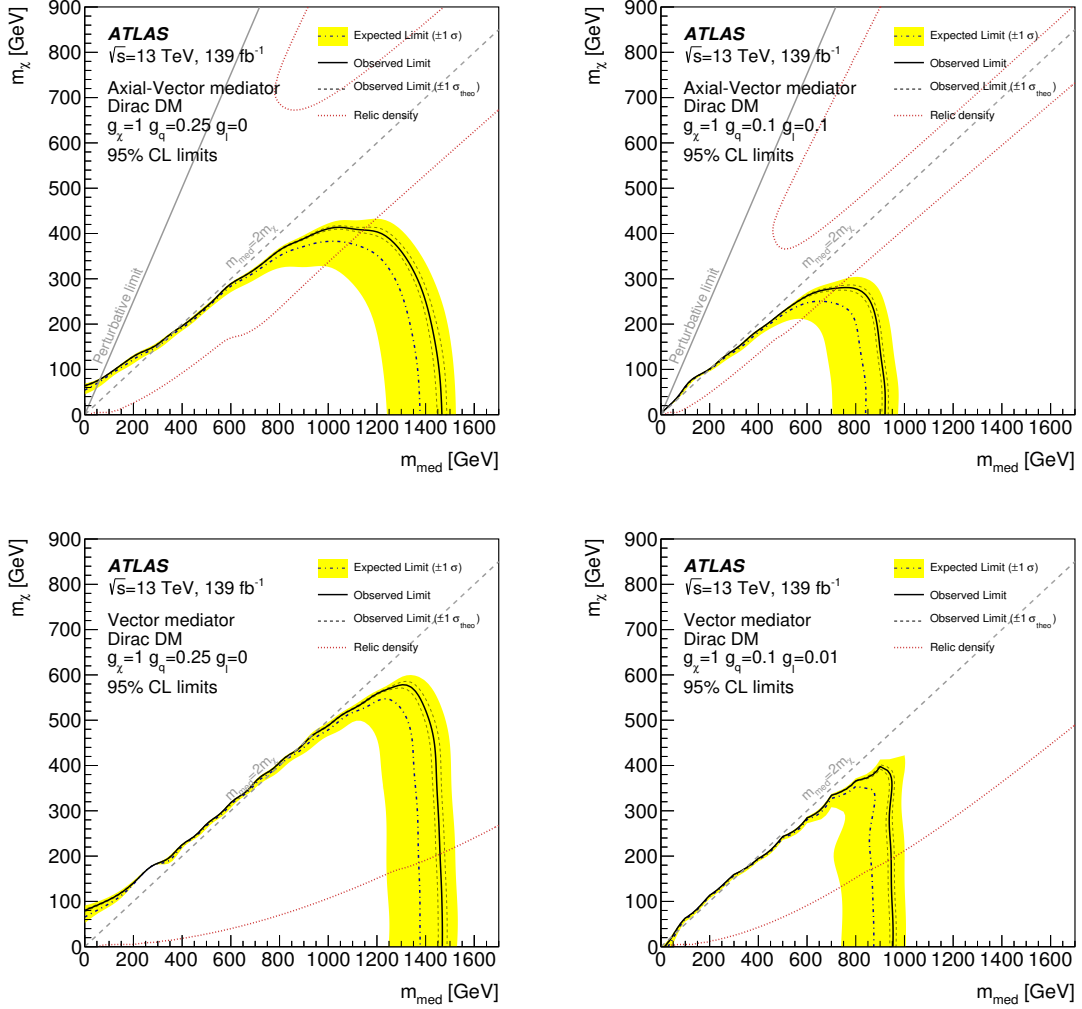 m_χ [GeV]
900
800
700
600
500
400
300
200
100
0
ATLAS
√s=13 TeV, 139 fb⁻¹
Axial-Vector mediator
Dirac DM
g_χ=1 g_q=0.25 g_l=0
95% CL limits
Expected Limit (±1 σ)
Observed Limit
Observed Limit (±1 σ_theo)
Relic density
Perturbative limit
m_med=2m_χ
0 200 400 600 800 1000 1200 1400 1600
m_med [GeV]
m_χ [GeV]
900
800
700
600
500
400
300
200
100
0
ATLAS
√s=13 TeV, 139 fb⁻¹
Axial-Vector mediator
Dirac DM
g_χ=1 g_q=0.1 g_l=0.1
95% CL limits
Expected Limit (±1 σ)
Observed Limit
Observed Limit (±1 σ_theo)
Relic density
Perturbative limit
m_med=2m_χ
0 200 400 600 800 1000 1200 1400 1600
m_med [GeV]
m_χ [GeV]
900
800
700
600
500
400
300
200
100
0
ATLAS
√s=13 TeV, 139 fb⁻¹
Vector mediator
Dirac DM
g_χ=1 g_q=0.25 g_l=0
95% CL limits
Expected Limit (±1 σ)
Observed Limit
Observed Limit (±1 σ_theo)
Relic density
m_med=2m_χ
0 200 400 600 800 1000 1200 1400 1600
m_med [GeV]
m_χ [GeV]
900
800
700
600
500
400
300
200
100
0
ATLAS
√s=13 TeV, 139 fb⁻¹
Vector mediator
Dirac DM
g_χ=1 g_q=0.1 g_l=0.01
95% CL limits
Expected Limit (±1 σ)
Observed Limit
Observed Limit (±1 σ_theo)
Relic density
m_med=2m_χ
0 200 400 600 800 1000 1200 1400 1600
m_med [GeV]